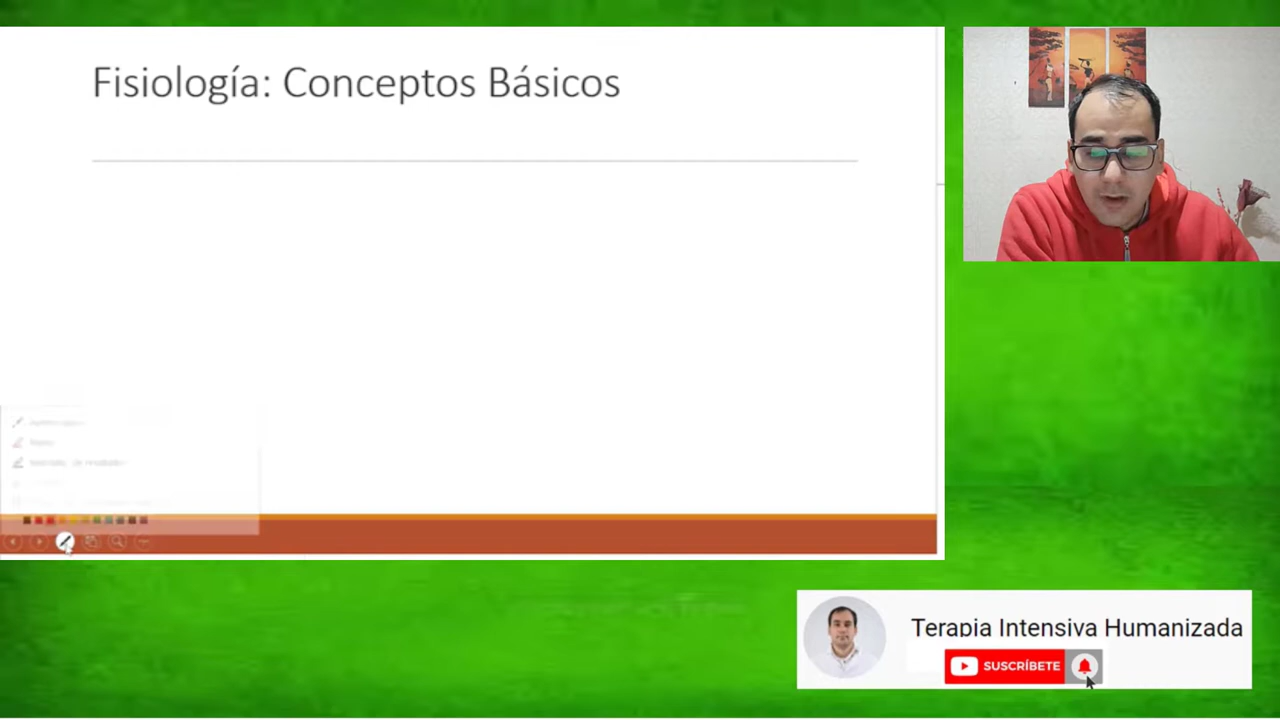 Fisiología: Conceptos Básicos
Terapia Intensiva Humanizada
SUSCRÍBETE